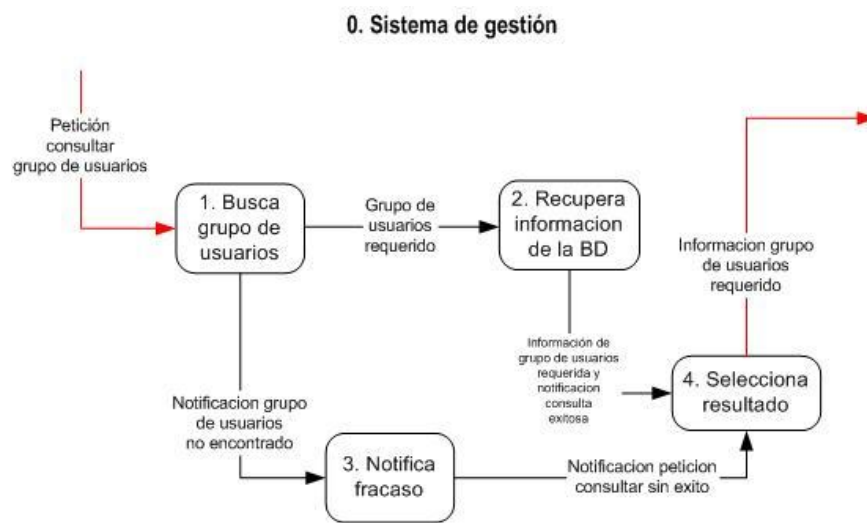 0. Sistema de gestión
Petición
consultar
grupo de usuarios
1. Busca
grupo de
usuarios
Grupo de
usuarios
requerido
2. Recupera
informacion
de la BD
Informacion grupo
de usuarios
requerido
Información de
grupo de usuarios
requerida y
notificacion
consulta
exitosa
4. Selecciona
resultado
Notificacion grupo
de usuarios
no encontrado
3. Notifica
fracaso
Notificacion peticion
consultar sin exito